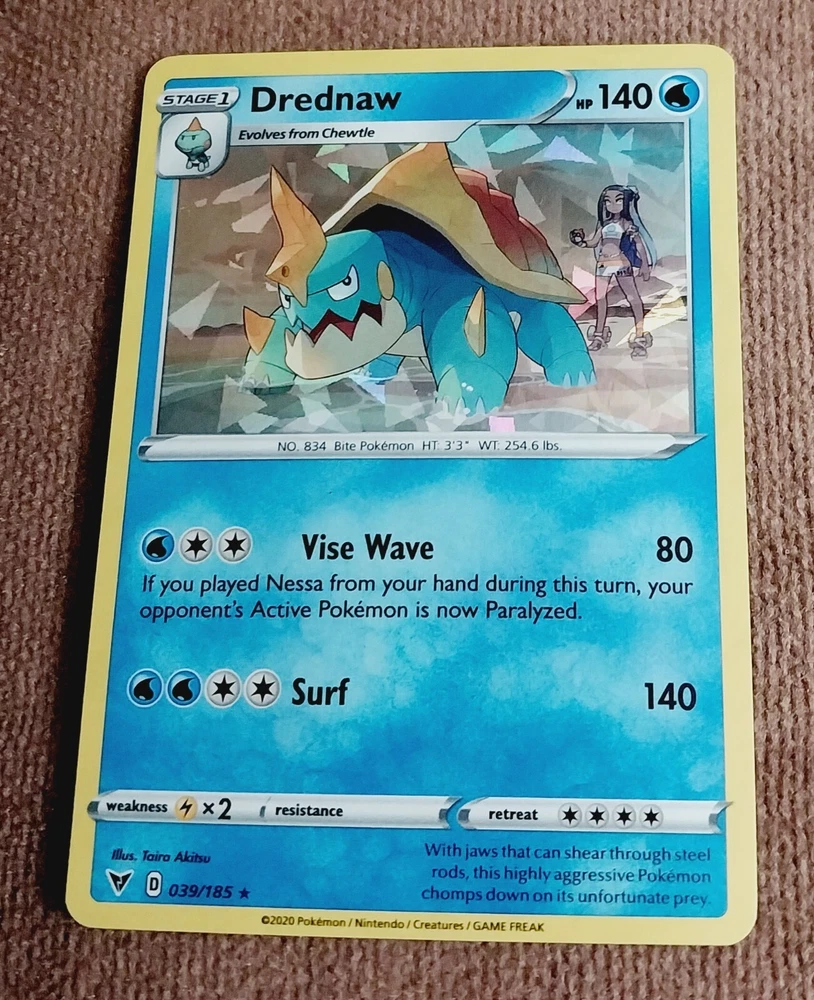 STAGE 1 Drednaw HP 140
Evolves from Chewtle
NO. 834 Bite Pokémon HT: 3'3" WT: 254.6 lbs.
Vise Wave 80
If you played Nessa from your hand during this turn, your
opponent's Active Pokémon is now Paralyzed.
Surf 140
weakness ×2 resistance retreat
Illus. Taira Akitsu
D 039/185 ★
With jaws that can shear through steel
rods, this highly aggressive Pokémon
chomps down on its unfortunate prey.
©2020 Pokémon / Nintendo / Creatures / GAME FREAK